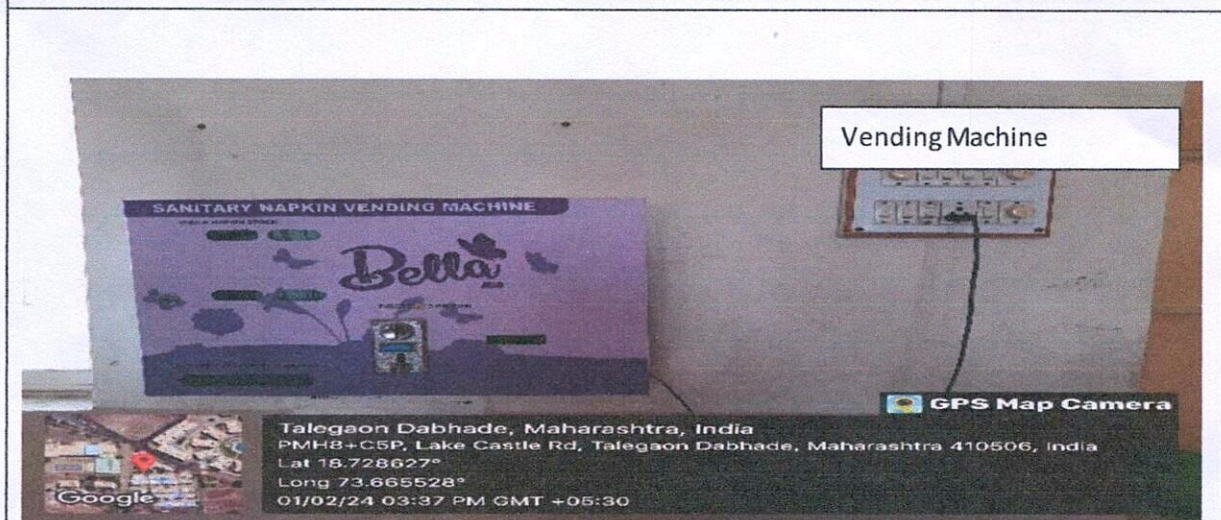 Vending Machine
SANITARY NAPKIN VENDING MACHINE
Bella
GPS Map Camera
Talegaon Dabhade, Maharashtra, India
PMH8+C5P, Lake Castle Rd, Talegaon Dabhade, Maharashtra 410506, India
Lat 18.728627°
Long 73.665528°
01/02/24 03:37 PM GMT +05:30
Google